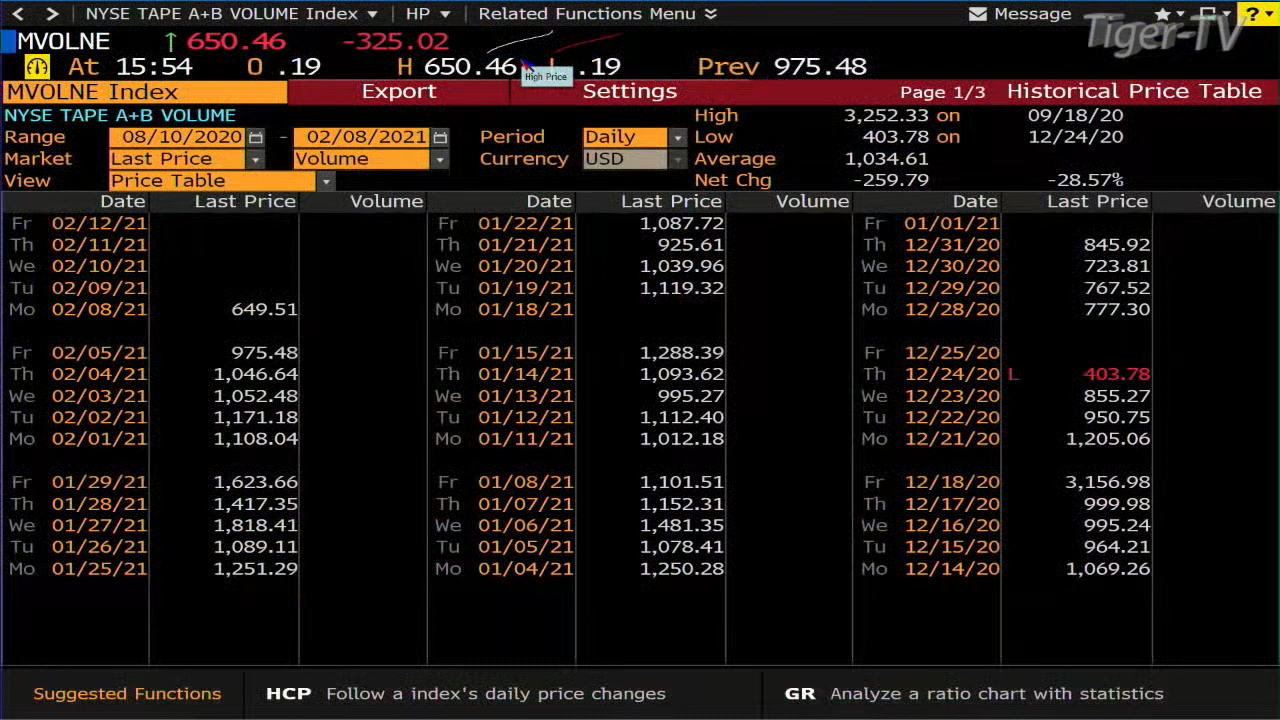 NYSE TAPE A+B VOLUME Index HP Related Functions Menu Message ?
Tiger-TV
MVOLNE ↑ 650.46 -325.02
At 15:54 O .19 H 650.46 L .19 Prev 975.48
High Price
MVOLNE Index Export Settings Page 1/3 Historical Price Table
NYSE TAPE A+B VOLUME High 3,252.33 on 09/18/20
Range 08/10/2020 - 02/08/2021 Period Daily Low 403.78 on 12/24/20
Market Last Price Volume Currency USD Average 1,034.61
View Price Table Net Chg -259.79 -28.57%
Date Last Price Volume Date Last Price Volume Date Last Price Volume
Fr 02/12/21 Fr 01/22/21 1,087.72 Fr 01/01/21
Th 02/11/21 Th 01/21/21 925.61 Th 12/31/20 845.92
We 02/10/21 We 01/20/21 1,039.96 We 12/30/20 723.81
Tu 02/09/21 Tu 01/19/21 1,119.32 Tu 12/29/20 767.52
Mo 02/08/21 649.51 Mo 01/18/21 Mo 12/28/20 777.30
Fr 02/05/21 975.48 Fr 01/15/21 1,288.39 Fr 12/25/20
Th 02/04/21 1,046.64 Th 01/14/21 1,093.62 Th 12/24/20 L 403.78
We 02/03/21 1,052.48 We 01/13/21 995.27 We 12/23/20 855.27
Tu 02/02/21 1,171.18 Tu 01/12/21 1,112.40 Tu 12/22/20 950.75
Mo 02/01/21 1,108.04 Mo 01/11/21 1,012.18 Mo 12/21/20 1,205.06
Fr 01/29/21 1,623.66 Fr 01/08/21 1,101.51 Fr 12/18/20 3,156.98
Th 01/28/21 1,417.35 Th 01/07/21 1,152.31 Th 12/17/20 999.98
We 01/27/21 1,818.41 We 01/06/21 1,481.35 We 12/16/20 995.24
Tu 01/26/21 1,089.11 Tu 01/05/21 1,078.41 Tu 12/15/20 964.21
Mo 01/25/21 1,251.29 Mo 01/04/21 1,250.28 Mo 12/14/20 1,069.26
Suggested Functions HCP Follow a index's daily price changes GR Analyze a ratio chart with statistics